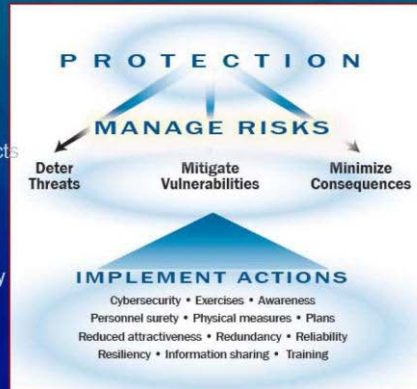 PROTECTION
MANAGE RISKS
Deter
Threats
Mitigate
Vulnerabilities
Minimize
Consequences
IMPLEMENT ACTIONS
Cybersecurity • Exercises • Awareness
Personnel surety • Physical measures • Plans
Reduced attractiveness • Redundancy • Reliability
Resiliency • Information sharing • Training